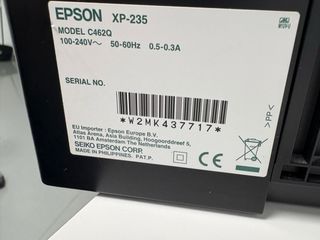 EPSON XP-235
MODEL C462Q
100-240V~ 50-60Hz 0.5-0.3A
SERIAL NO.
*W2MK437717*
EU Importer : Epson Europe B.V.
Atlas Arena, Asia Building, Hoogoorddreef 5,
1101 BA Amsterdam The Netherlands
SEIKO EPSON CORP.
MADE IN PHILIPPINES. PAT.P.
CE
>PP<